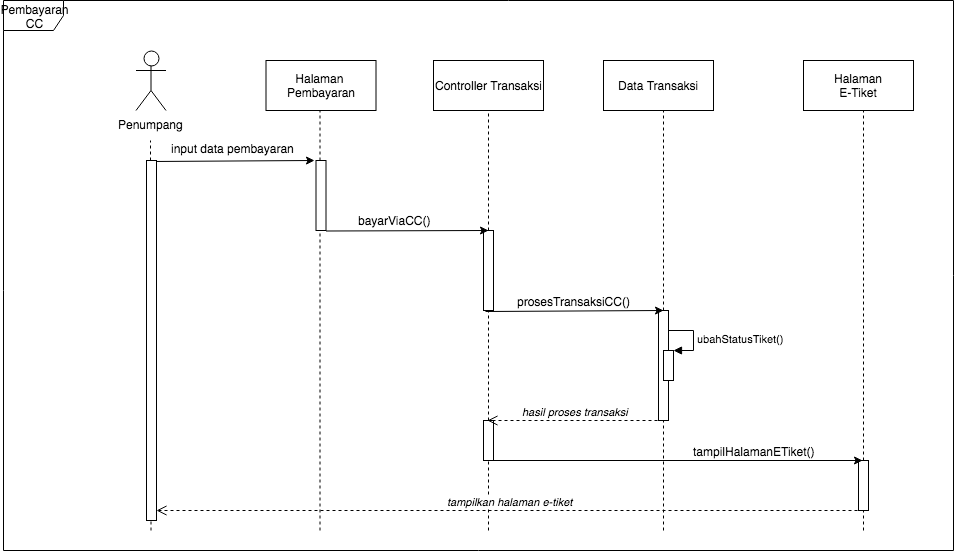 Pembayaran
CC
Penumpang
Halaman
Pembayaran
Controller Transaksi
Data Transaksi
Halaman
E-Tiket
input data pembayaran
bayarViaCC()
prosesTransaksiCC()
ubahStatusTiket()
hasil proses transaksi
tampilHalamanETiket()
tampilkan halaman e-tiket